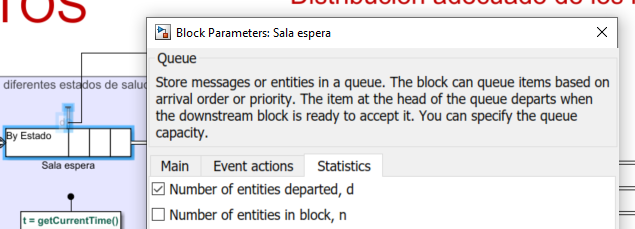 Distribución adecuado de los
Block Parameters: Sala espera
Queue
Store messages or entities in a queue. The block can queue items based on
arrival order or priority. The item at the head of the queue departs when
the downstream block is ready to accept it. You can specify the queue
capacity.
Main Event actions Statistics
Number of entities departed, d
Number of entities in block, n
diferentes estados de salud
By Estado
Sala espera
t = getCurrentTime()